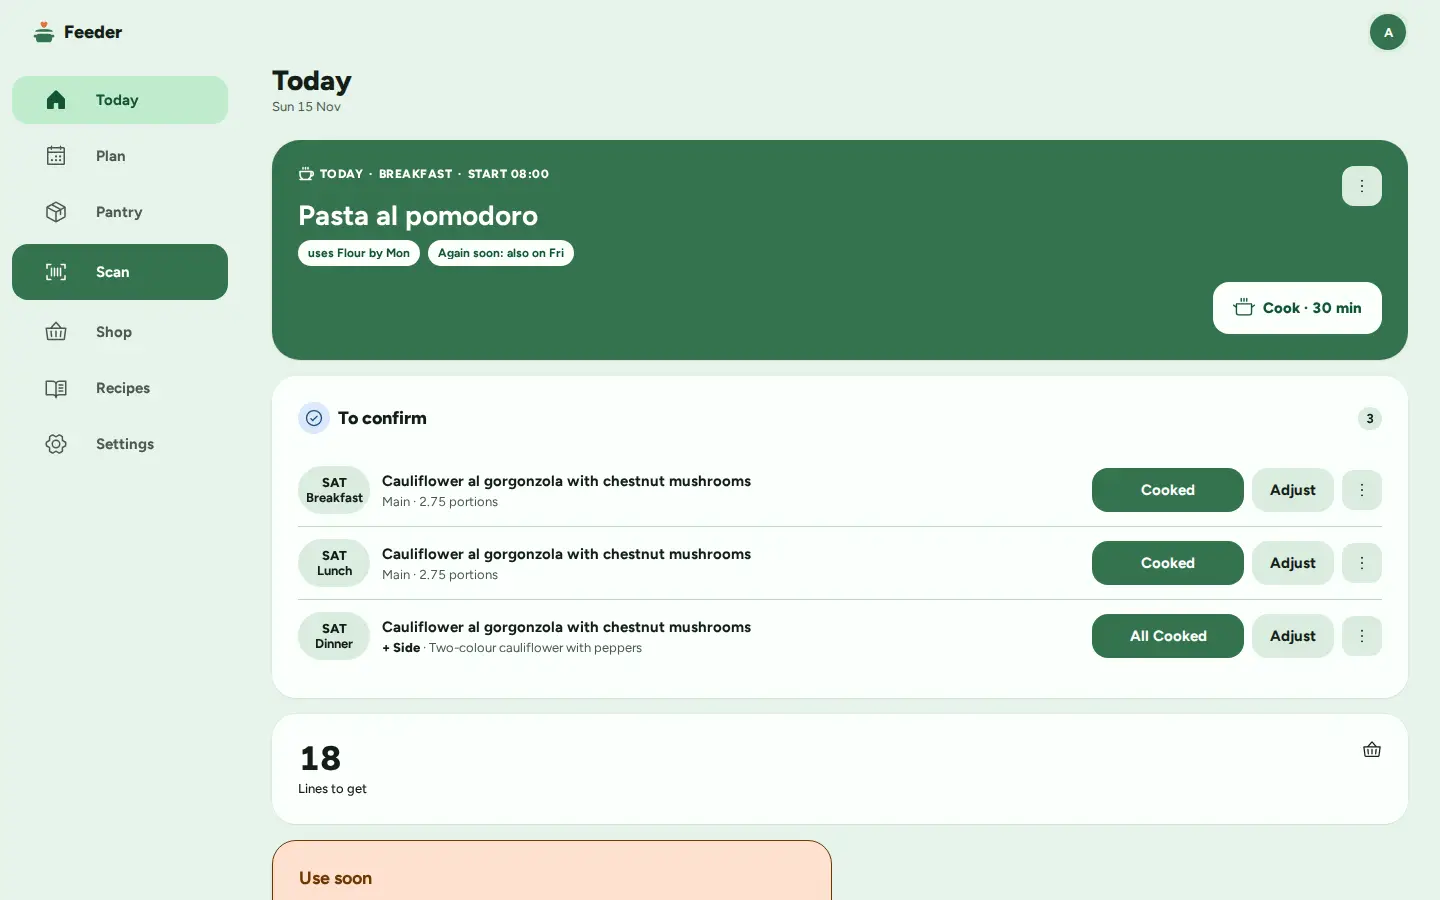 Feeder
A
Today
Plan
Pantry
Scan
Shop
Recipes
Settings
Today
Sun 15 Nov
TODAY · BREAKFAST · START 08:00
Pasta al pomodoro
uses Flour by Mon
Again soon: also on Fri
Cook · 30 min
To confirm
3
SAT
Breakfast
Cauliflower al gorgonzola with chestnut mushrooms
Main · 2.75 portions
Cooked
Adjust
SAT
Lunch
Cauliflower al gorgonzola with chestnut mushrooms
Main · 2.75 portions
Cooked
Adjust
SAT
Dinner
Cauliflower al gorgonzola with chestnut mushrooms
+ Side · Two-colour cauliflower with peppers
All Cooked
Adjust
18
Lines to get
Use soon